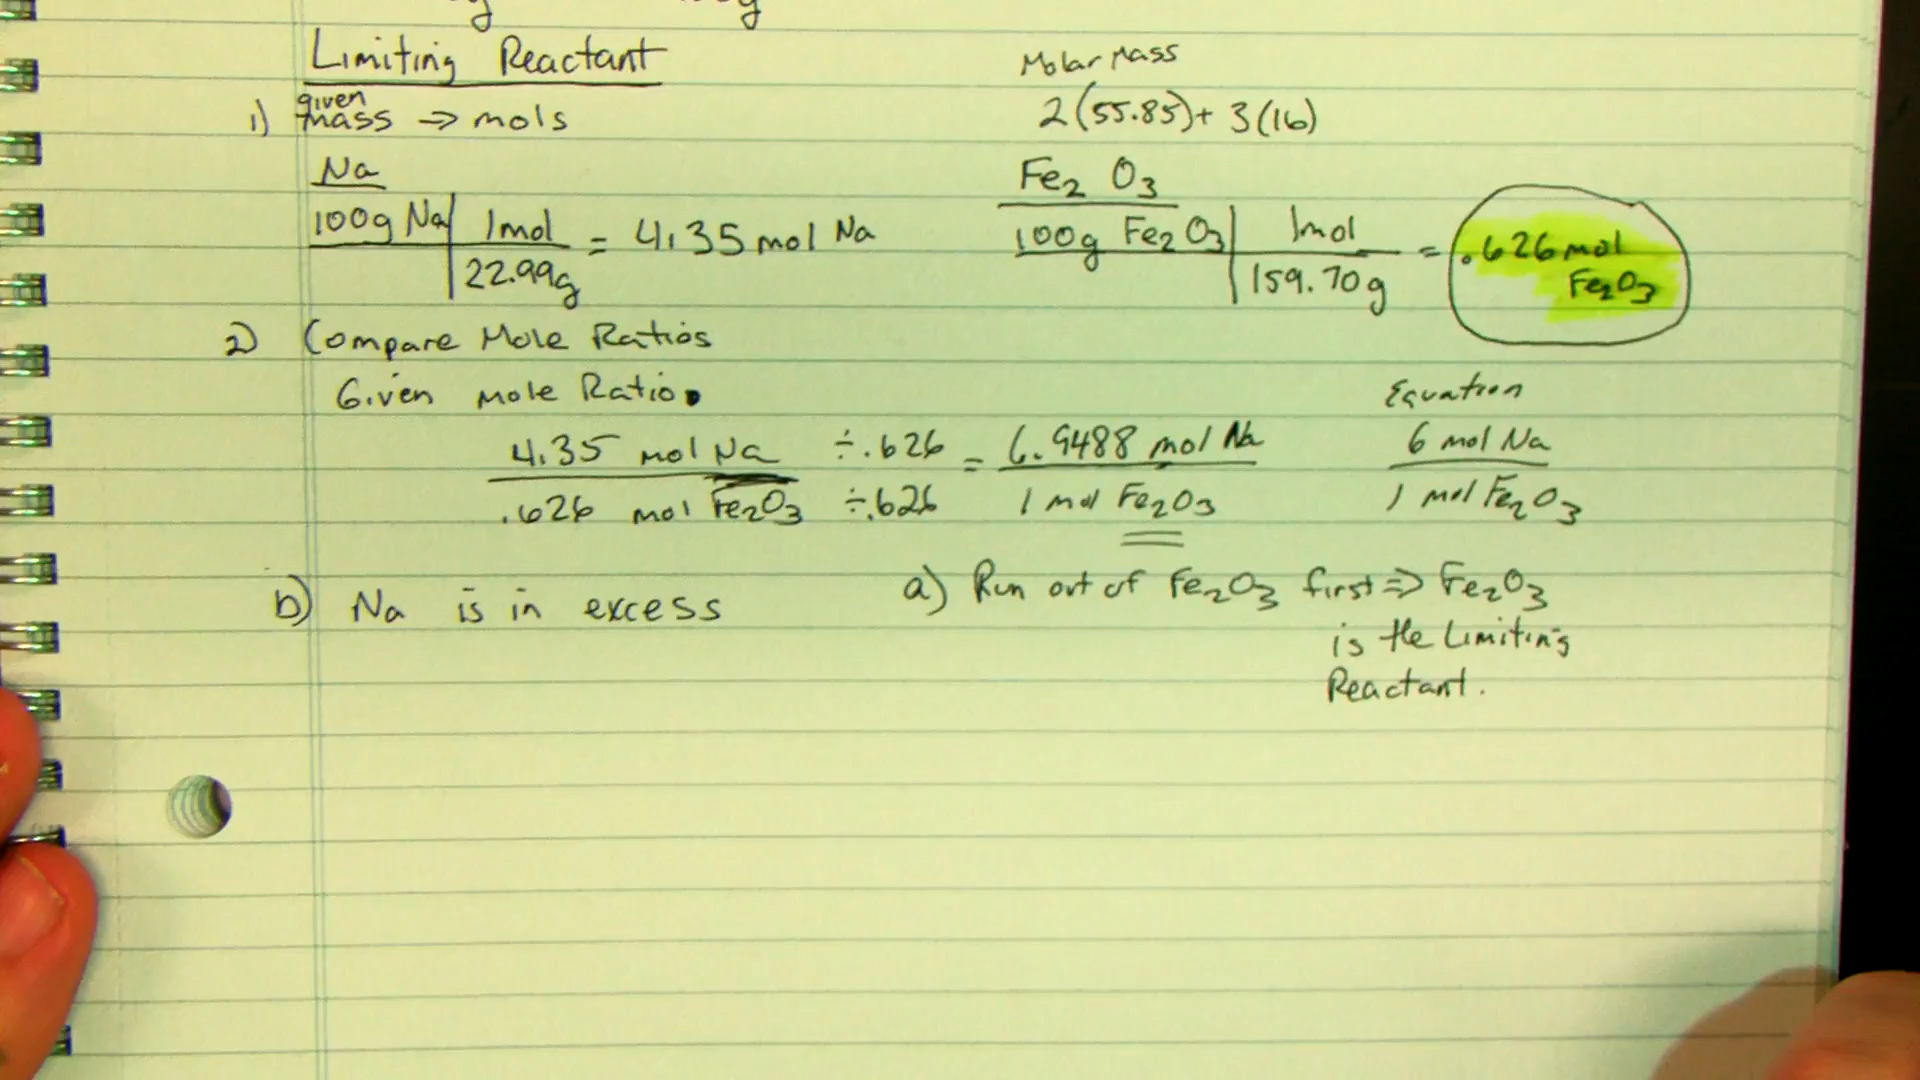 Limiting Reactant
Molar Mass
1) given mass -> mols
2(55.85)+ 3(16)
Na
Fe2 O3
100g Na | 1mol = 4.35 mol Na
22.99g
100g Fe2O3 | 1mol = .626 mol Fe2O3
159.70g
2) Compare Mole Ratios
Given Mole Ratio
Equation
4.35 mol Na ÷.626 = 6.9488 mol Na
6 mol Na
.626 mol Fe2O3 ÷.626
1 mol Fe2O3
1 mol Fe2O3
a) Run out of Fe2O3 first => Fe2O3
is the Limiting
Reactant.
b) Na is in excess